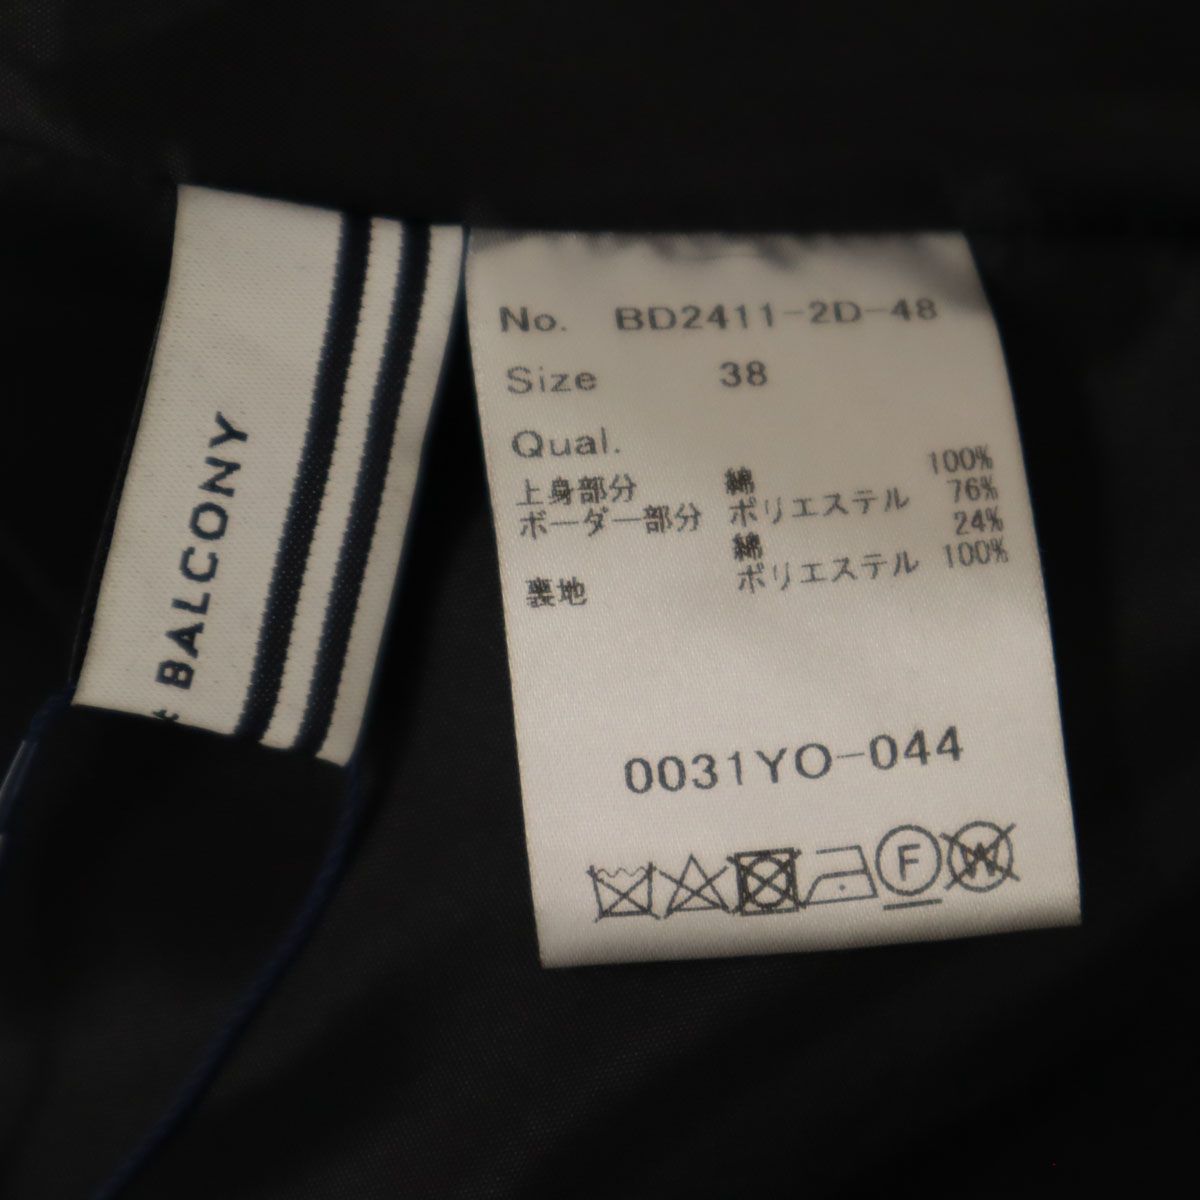 BALCONY
No. BD2411-2D-48
Size 38
Qual.
上身部分 綿 100%
ボーダー部分 ポリエステル 76%
綿 24%
裏地 ポリエステル 100%
0031YO-044
F
W